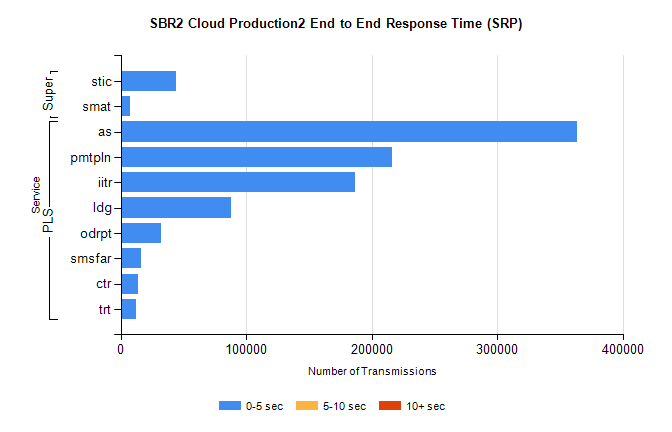 SBR2 Cloud Production2 End to End Response Time (SRP)
Super
stic
smat
Service
PLS
as
pmtpln
iitr
ldg
odrpt
smsfar
ctr
trt
0 100000 200000 300000 400000
Number of Transmissions
0-5 sec 5-10 sec 10+ sec